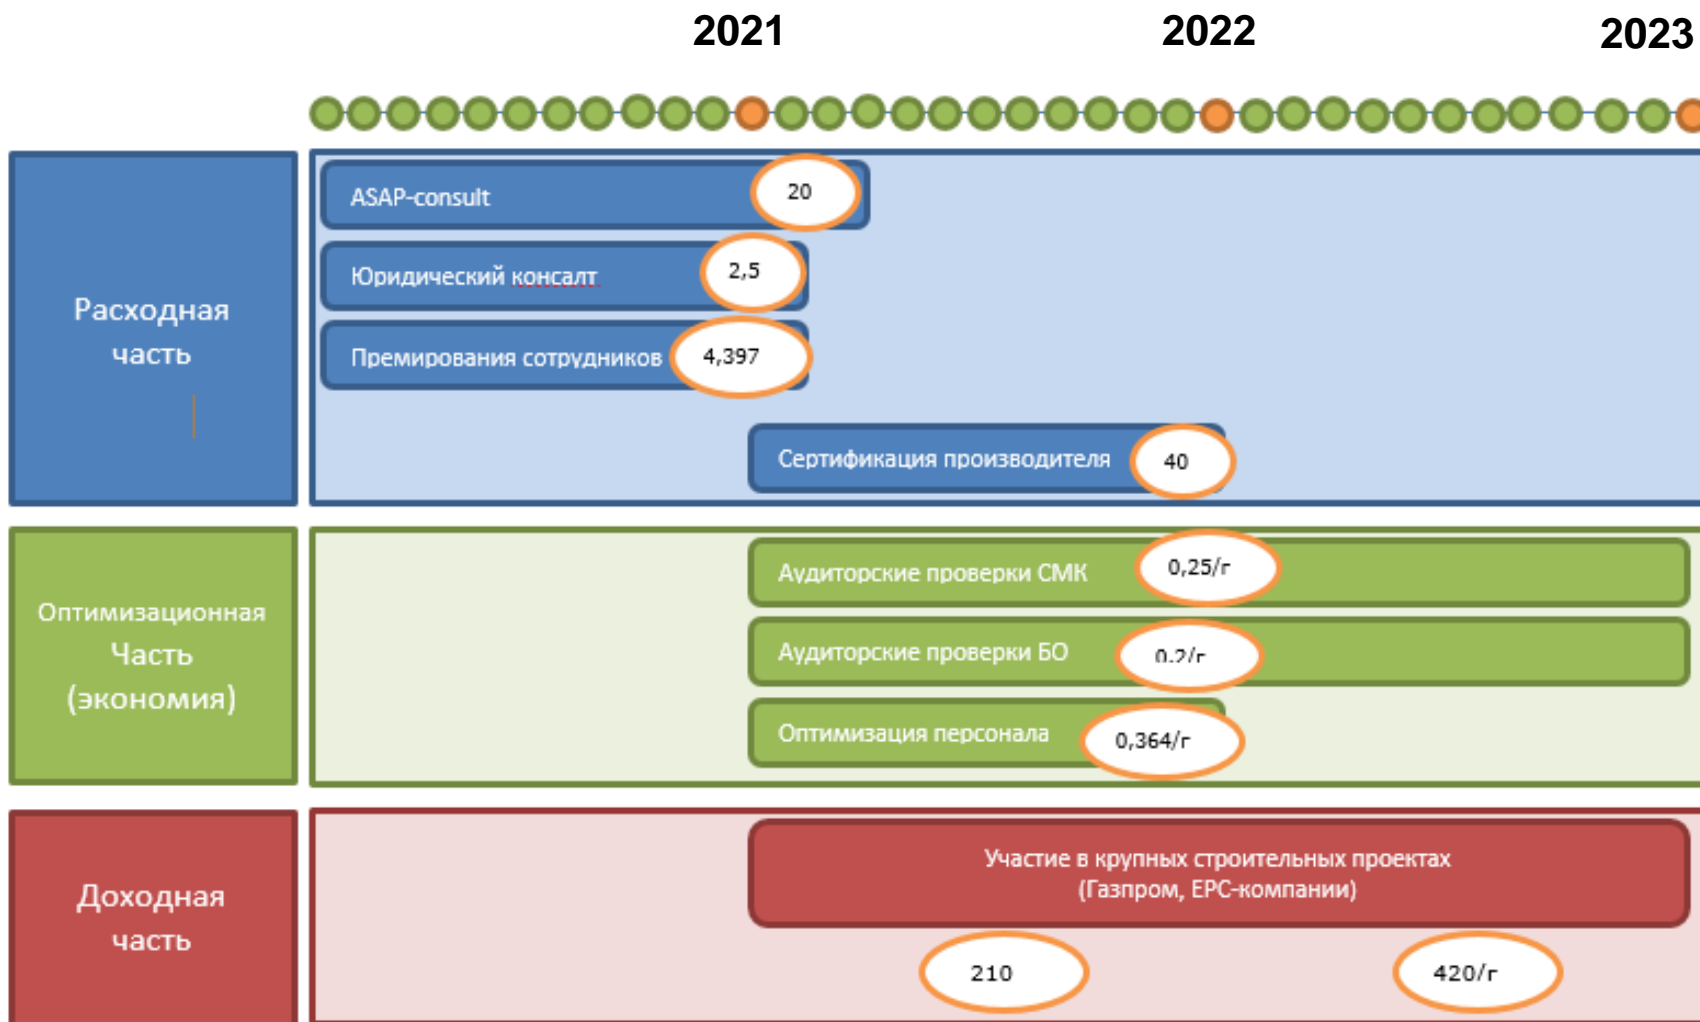 2021
2022
2023
Расходная
часть
ASAP-consult
20
Юридический консалт
2,5
Премирования сотрудников
4,397
Сертификация производителя
40
Оптимизационная
Часть
(экономия)
Аудиторские проверки СМК
0,25/г
Аудиторские проверки БО
0,2/г
Оптимизация персонала
0,364/г
Доходная
часть
Участие в крупных строительных проектах
(Газпром, ЕРС-компании)
210
420/г